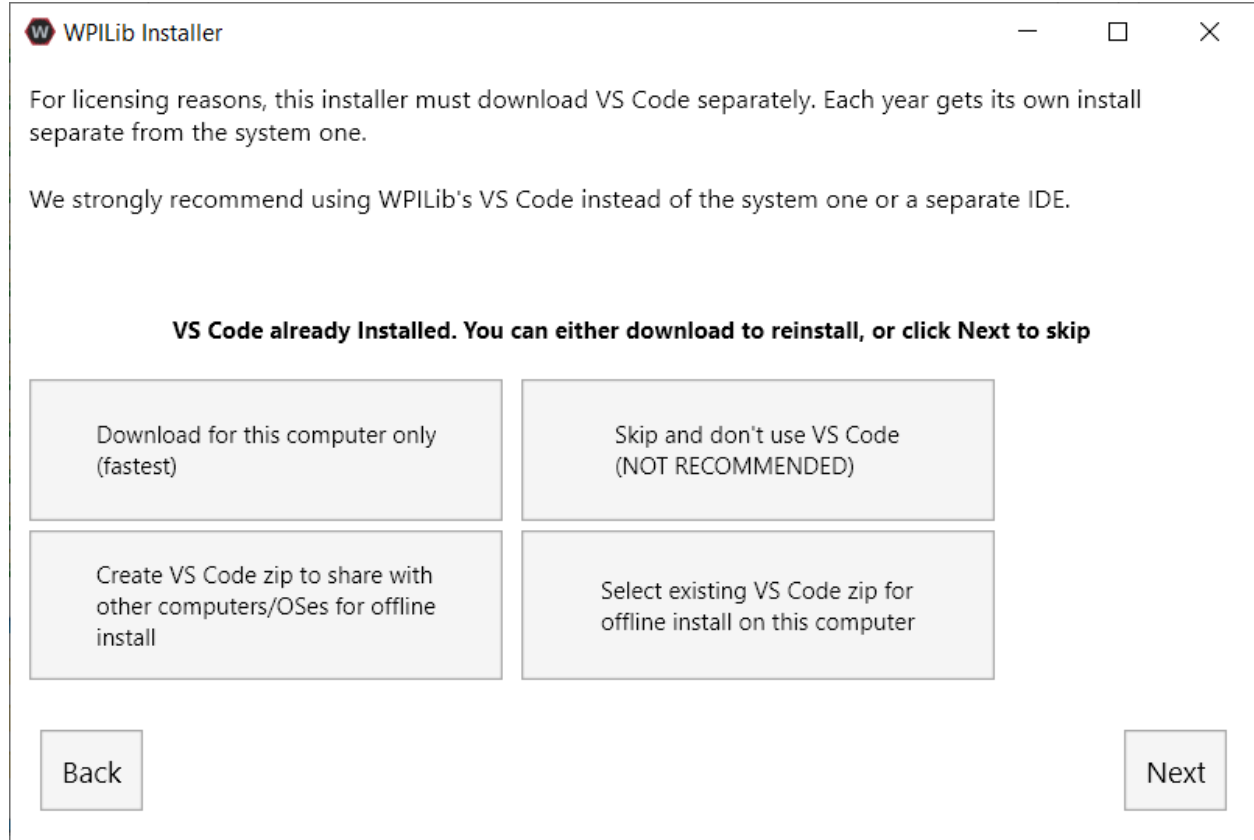 W WPILib Installer
For licensing reasons, this installer must download VS Code separately. Each year gets its own install
separate from the system one.
We strongly recommend using WPILib's VS Code instead of the system one or a separate IDE.
VS Code already Installed. You can either download to reinstall, or click Next to skip
Download for this computer only
(fastest)
Skip and don't use VS Code
(NOT RECOMMENDED)
Create VS Code zip to share with
other computers/OSes for offline
install
Select existing VS Code zip for
offline install on this computer
Back
Next